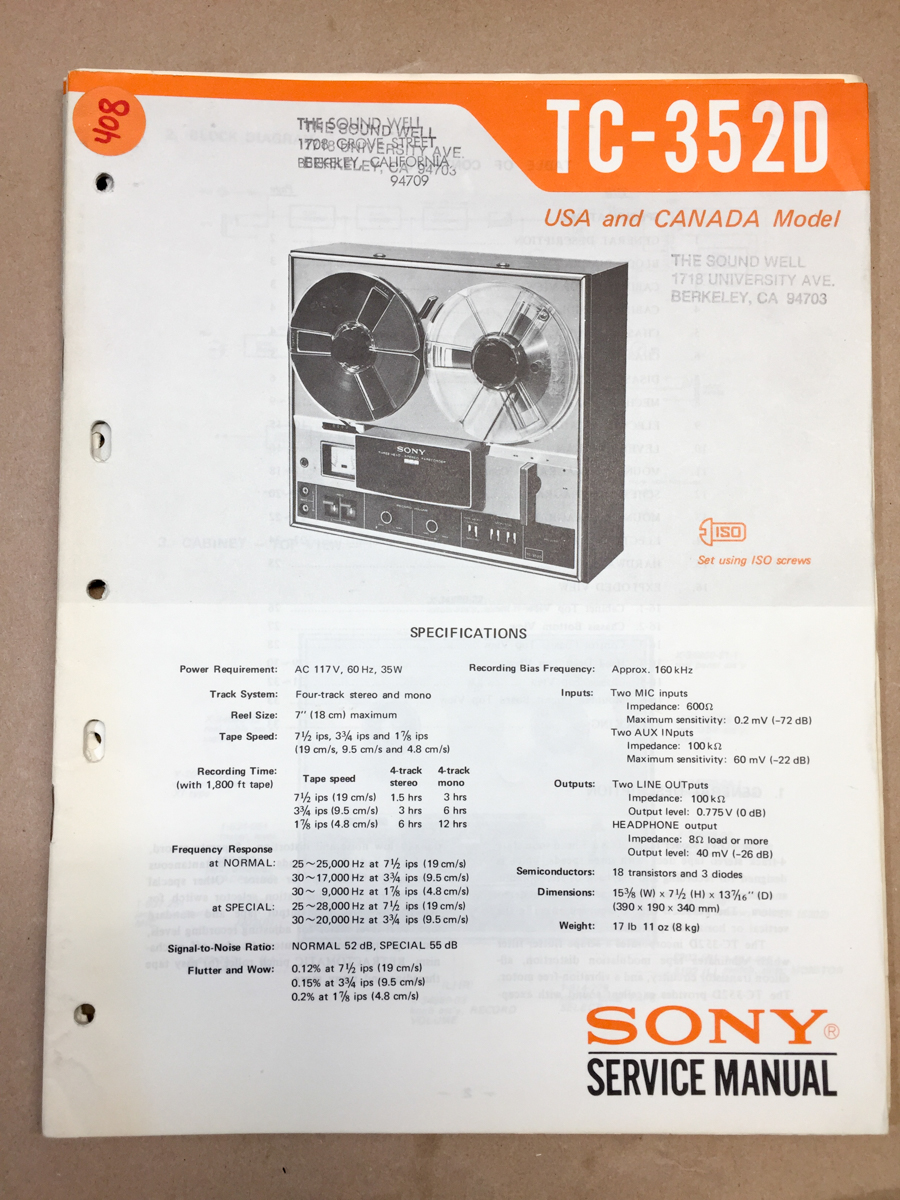 408
THE SOUND WELL
THE SOUND WELL
1708 GROVE STREET
1718 UNIVERSITY AVE.
BERKELEY, CALIFORNIA
BERKELEY, CA 94703
94709
TC-352D
USA and CANADA Model
THE SOUND WELL
1718 UNIVERSITY AVE.
BERKELEY, CA 94703
SONY
ISO
Set using ISO screws
SPECIFICATIONS
Power Requirement: AC 117V, 60 Hz, 35W
Track System: Four-track stereo and mono
Reel Size: 7" (18 cm) maximum
Tape Speed: 7½ ips, 3¾ ips and 1⅞ ips
(19 cm/s, 9.5 cm/s and 4.8 cm/s)
Recording Time:
(with 1,800 ft tape)
Tape speed 4-track stereo 4-track mono
7½ ips (19 cm/s) 1.5 hrs 3 hrs
3¾ ips (9.5 cm/s) 3 hrs 6 hrs
1⅞ ips (4.8 cm/s) 6 hrs 12 hrs
Frequency Response
at NORMAL: 25~25,000 Hz at 7½ ips (19 cm/s)
30~17,000 Hz at 3¾ ips (9.5 cm/s)
30~ 9,000 Hz at 1⅞ ips (4.8 cm/s)
at SPECIAL: 25~28,000 Hz at 7½ ips (19 cm/s)
30~20,000 Hz at 3¾ ips (9.5 cm/s)
Signal-to-Noise Ratio: NORMAL 52 dB, SPECIAL 55 dB
Flutter and Wow: 0.12% at 7½ ips (19 cm/s)
0.15% at 3¾ ips (9.5 cm/s)
0.2% at 1⅞ ips (4.8 cm/s)
Recording Bias Frequency: Approx. 160 kHz
Inputs: Two MIC inputs
Impedance: 600Ω
Maximum sensitivity: 0.2 mV (-72 dB)
Two AUX INputs
Impedance: 100 kΩ
Maximum sensitivity: 60 mV (-22 dB)
Outputs: Two LINE OUTputs
Impedance: 100 kΩ
Output level: 0.775 V (0 dB)
HEADPHONE output
Impedance: 8Ω load or more
Output level: 40 mV (-26 dB)
Semiconductors: 18 transistors and 3 diodes
Dimensions: 15⅜ (W) x 7½ (H) x 13 7/16" (D)
(390 x 190 x 340 mm)
Weight: 17 lb 11 oz (8 kg)
SONY®
SERVICE MANUAL